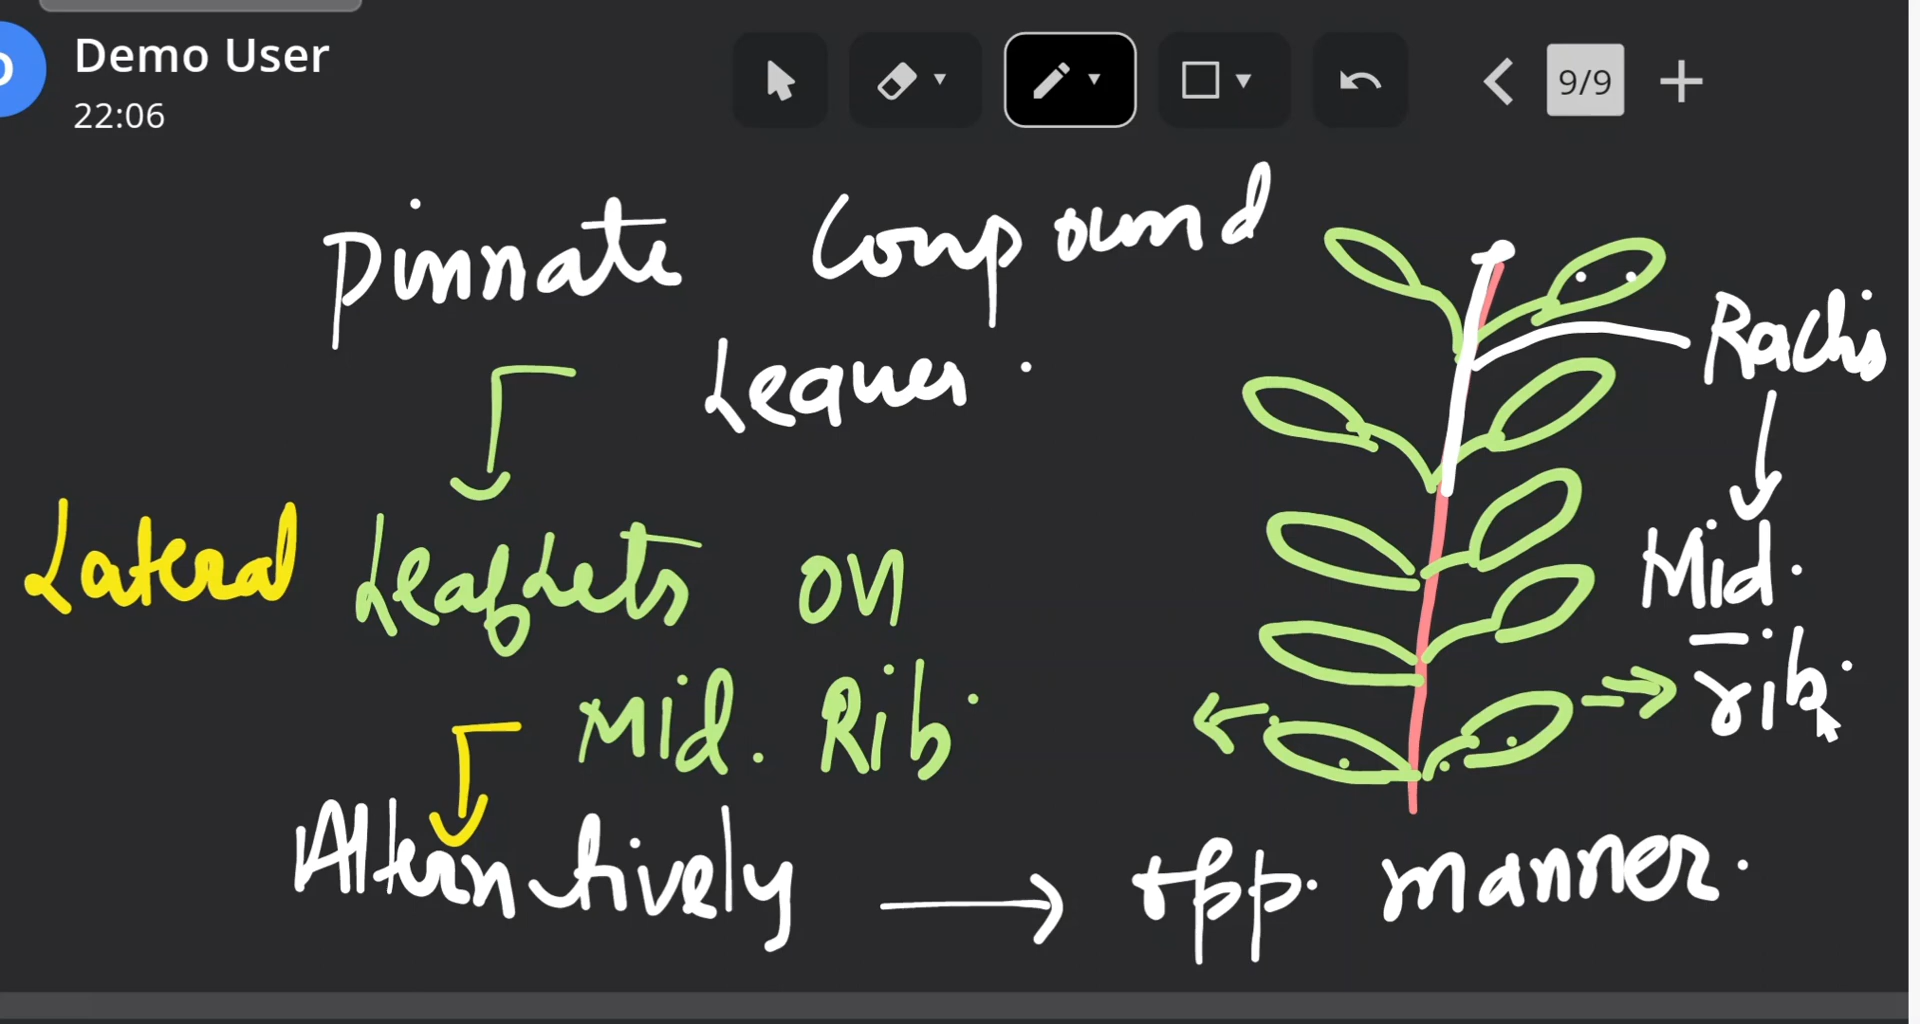 Demo User
22:06
9/9
Pinnate Compound
Leaves.
Rachis
Lateral Leaflets on
Mid. Rib.
Mid.
rib.
Alternatively → opp. manner.